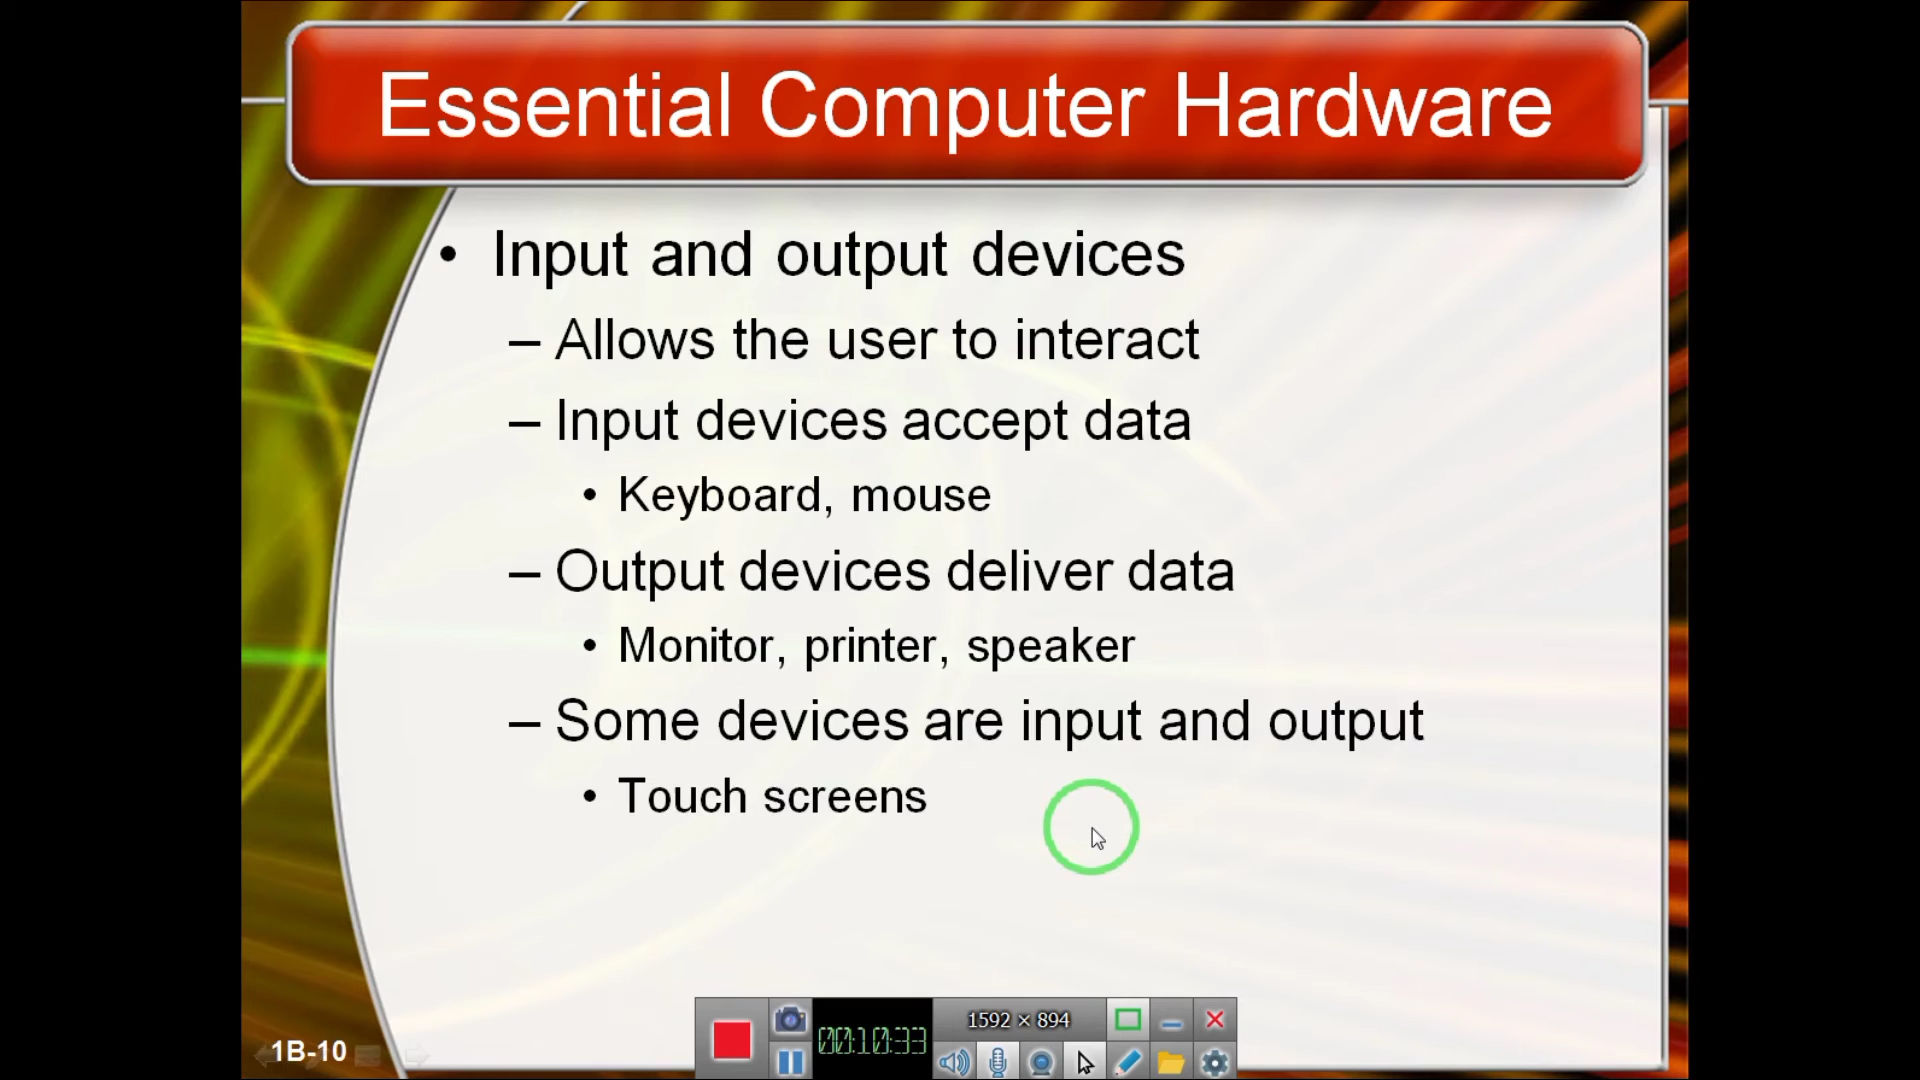 Essential Computer Hardware
• Input and output devices
– Allows the user to interact
– Input devices accept data
• Keyboard, mouse
– Output devices deliver data
• Monitor, printer, speaker
– Some devices are input and output
• Touch screens
1B-10
00:10:33
1592 × 894